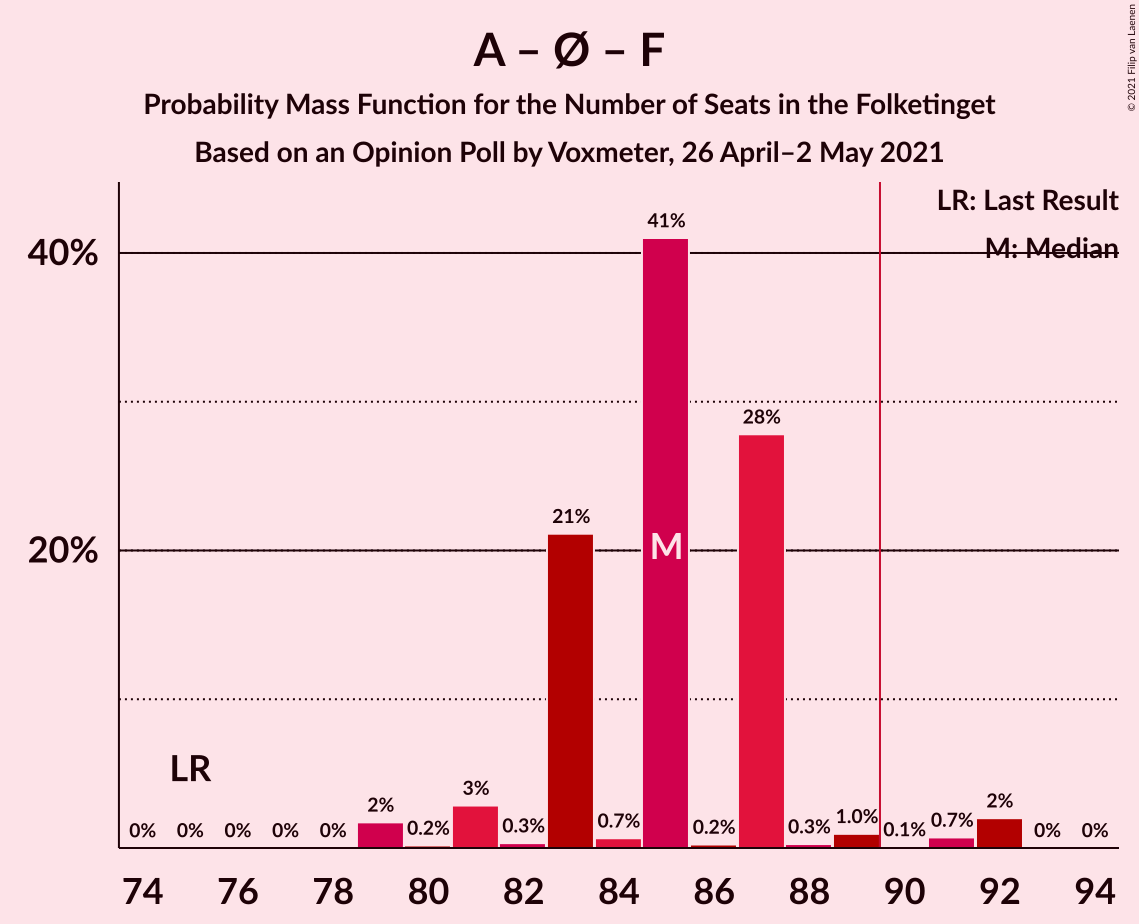 A – Ø – F
Probability Mass Function for the Number of Seats in the Folketinget
Based on an Opinion Poll by Voxmeter, 26 April–2 May 2021
© 2021 Filip van Laenen
LR: Last Result
M: Median
40%
20%
41%
28%
21%
M
LR
0% 0% 0% 0% 0% 2% 0.2% 3% 0.3% 0.7% 0.2% 0.3% 1.0% 0.1% 0.7% 2% 0% 0%
74 76 78 80 82 84 86 88 90 92 94